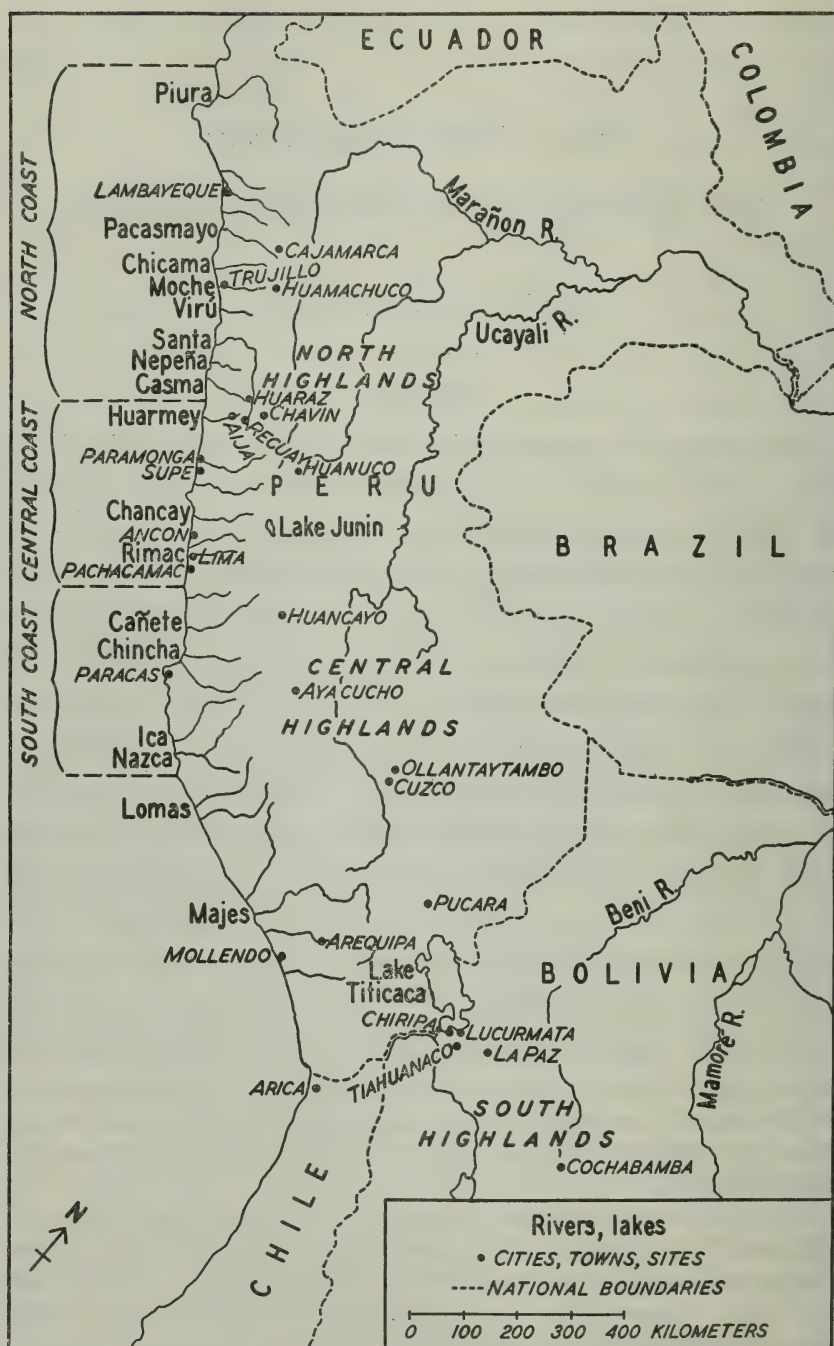 ECUADOR
COLOMBIA
Piura
NORTH COAST
LAMBAYEQUE
Marañon R.
Pacasmayo
CAJAMARCA
Chicama
TRUJILLO
Moche
HUAMACHUCO
Virú
Ucayali R.
Santa
NORTH
Nepeña
HIGHLANDS
Casma
HUARAZ
Huarmey
CHAVIN
AIJA
RECUAY
CENTRAL COAST
PARAMONGA
SUPE
HUANUCO
PERU
Chancay
Lake Junin
ANCON
BRAZIL
Rimac
LIMA
PACHACAMAC
SOUTH COAST
Cañete
HUANCAYO
Chincha
CENTRAL
PARACAS
AYACUCHO
HIGHLANDS
Ica
Nazca
OLLANTAYTAMBO
CUZCO
Lomas
Majes
PUCARA
Beni R.
AREQUIPA
MOLLENDO
Lake
Titicaca
BOLIVIA
CHIRIPA
LUCURMATA
TIAHUANACO
LA PAZ
Mamoré R.
ARICA
SOUTH
HIGHLANDS
COCHABAMBA
CHILE
N
Rivers, lakes
CITIES, TOWNS, SITES
NATIONAL BOUNDARIES
0 100 200 300 400 KILOMETERS